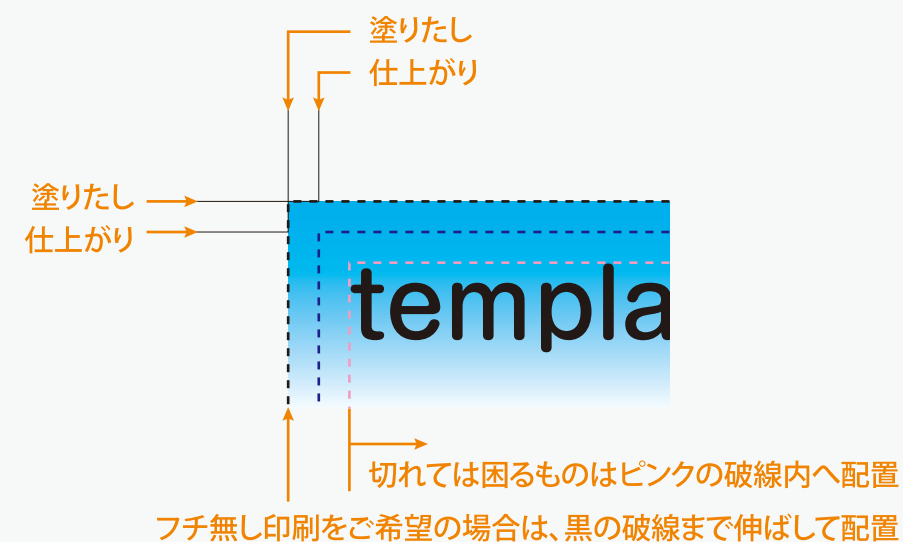 塗りたし
仕上がり
塗りたし
仕上がり
templa
切れては困るものはピンクの破線内へ配置
フチ無し印刷をご希望の場合は、黒の破線まで伸ばして配置